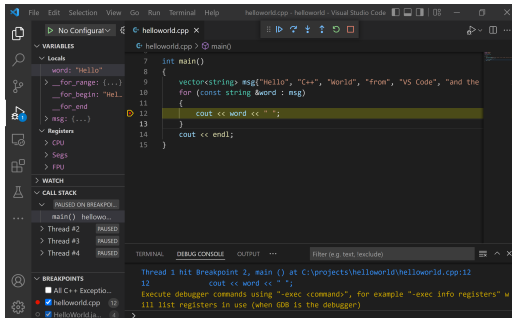 File Edit Selection View Go Run Terminal Help helloworld.cpp - helloworld - Visual Studio Code
No Configurat
helloworld.cpp
helloworld.cpp > main()
VARIABLES
Locals
word: "Hello"
__for_range: {...}
__for_begin: "Hel...
__for_end
msg: {...}
Registers
CPU
Segs
FPU
WATCH
CALL STACK
PAUSED ON BREAKPOI...
main() hellowo...
Thread #2 PAUSED
Thread #3 PAUSED
Thread #4 PAUSED
BREAKPOINTS
All C++ Exceptio...
helloworld.cpp 12
HelloWorld.ja...
7 int main()
8 {
9 vector<string> msg{"Hello", "C++", "World", "from", "VS Code", "and the
10 for (const string &word : msg)
11 {
12 cout << word << " ";
13 }
14 cout << endl;
15 }
TERMINAL DEBUG CONSOLE OUTPUT ... Filter (e.g. text, !exclude)
Thread 1 hit Breakpoint 2, main () at C:\projects\helloworld\helloworld.cpp:12
12 cout << word << " ";
Execute debugger commands using "-exec <command>", for example "-exec info registers" w
ill list registers in use (when GDB is the debugger)